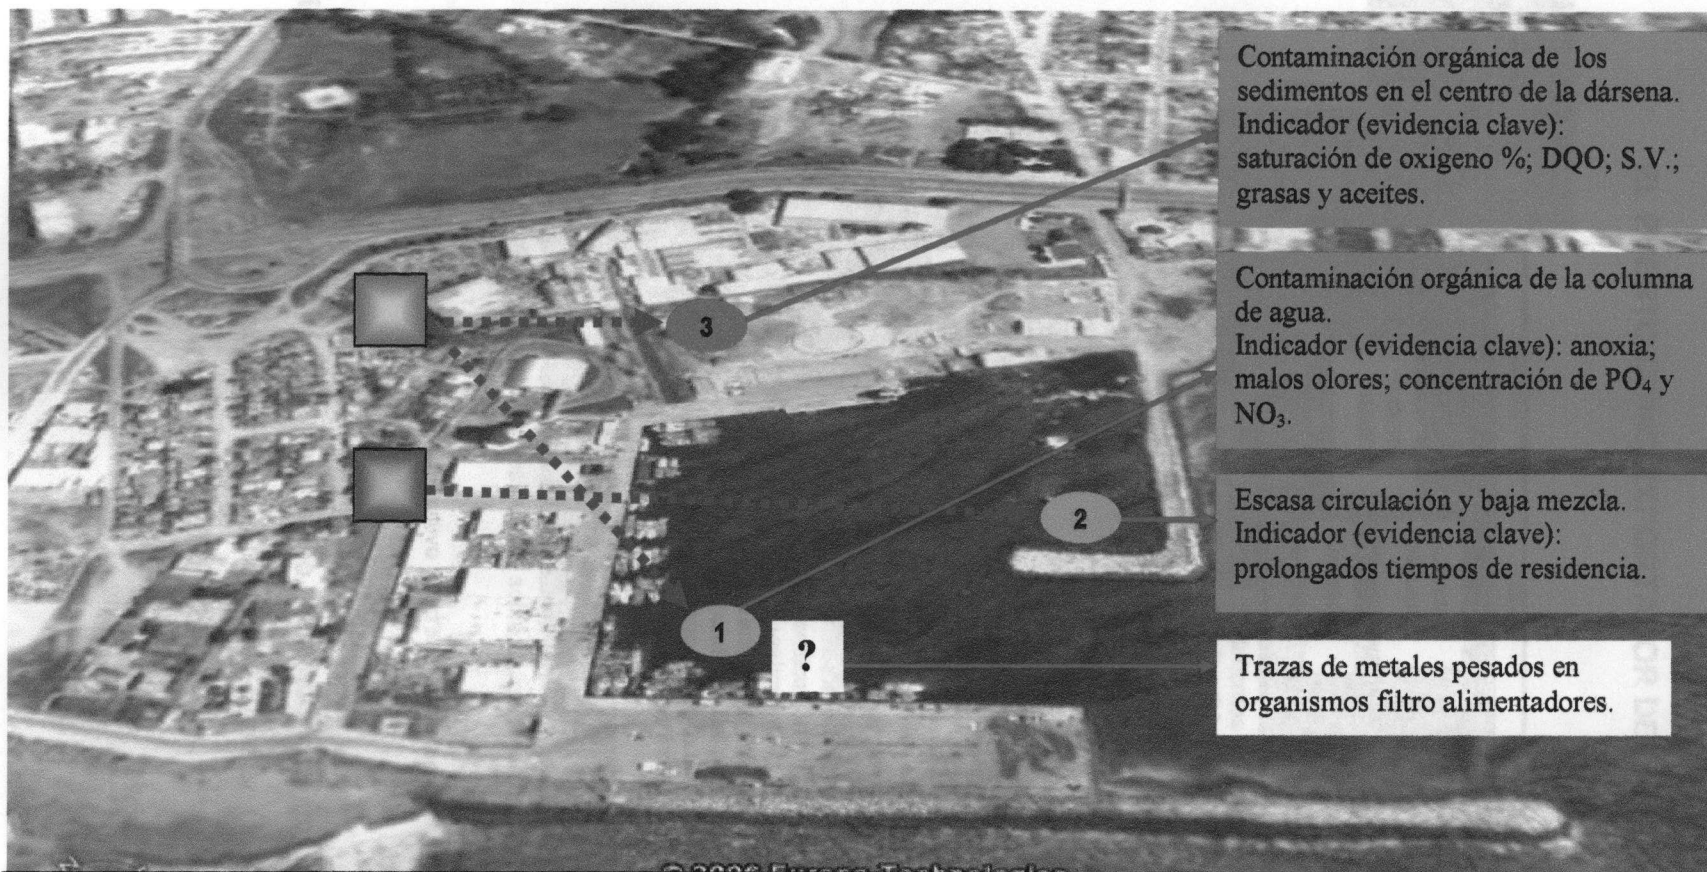 Contaminación orgánica de los
sedimentos en el centro de la dársena.
Indicador (evidencia clave):
saturación de oxigeno %; DQO; S.V.;
grasas y aceites.
Contaminación orgánica de la columna
de agua.
Indicador (evidencia clave): anoxia;
malos olores; concentración de PO₄ y
NO₃.
Escasa circulación y baja mezcla.
Indicador (evidencia clave):
prolongados tiempos de residencia.
Trazas de metales pesados en
organismos filtro alimentadores.
3
2
1
?
© 2006 Europa Technologies